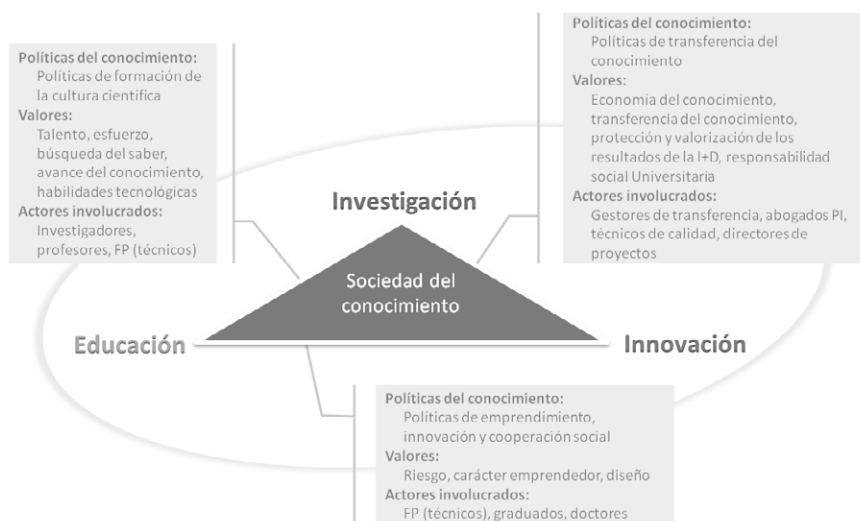 Políticas del conocimiento:
Políticas de formación de
la cultura científica
Valores:
Talento, esfuerzo,
búsqueda del saber,
avance del conocimiento,
habilidades tecnológicas
Actores involucrados:
Investigadores,
profesores, FP (técnicos)
Políticas del conocimiento:
Políticas de transferencia del
conocimiento
Valores:
Economia del conocimiento,
transferencia del conocimiento,
protección y valorización de los
resultados de la I+D, responsabilidad
social Universitaria
Actores involucrados:
Gestores de transferencia, abogados PI,
técnicos de calidad, directores de
proyectos
Investigación
Sociedad del
conocimiento
Educación
Innovación
Políticas del conocimiento:
Políticas de emprendimiento,
innovación y cooperación social
Valores:
Riesgo, carácter emprendedor, diseño
Actores involucrados:
FP (técnicos), graduados, doctores